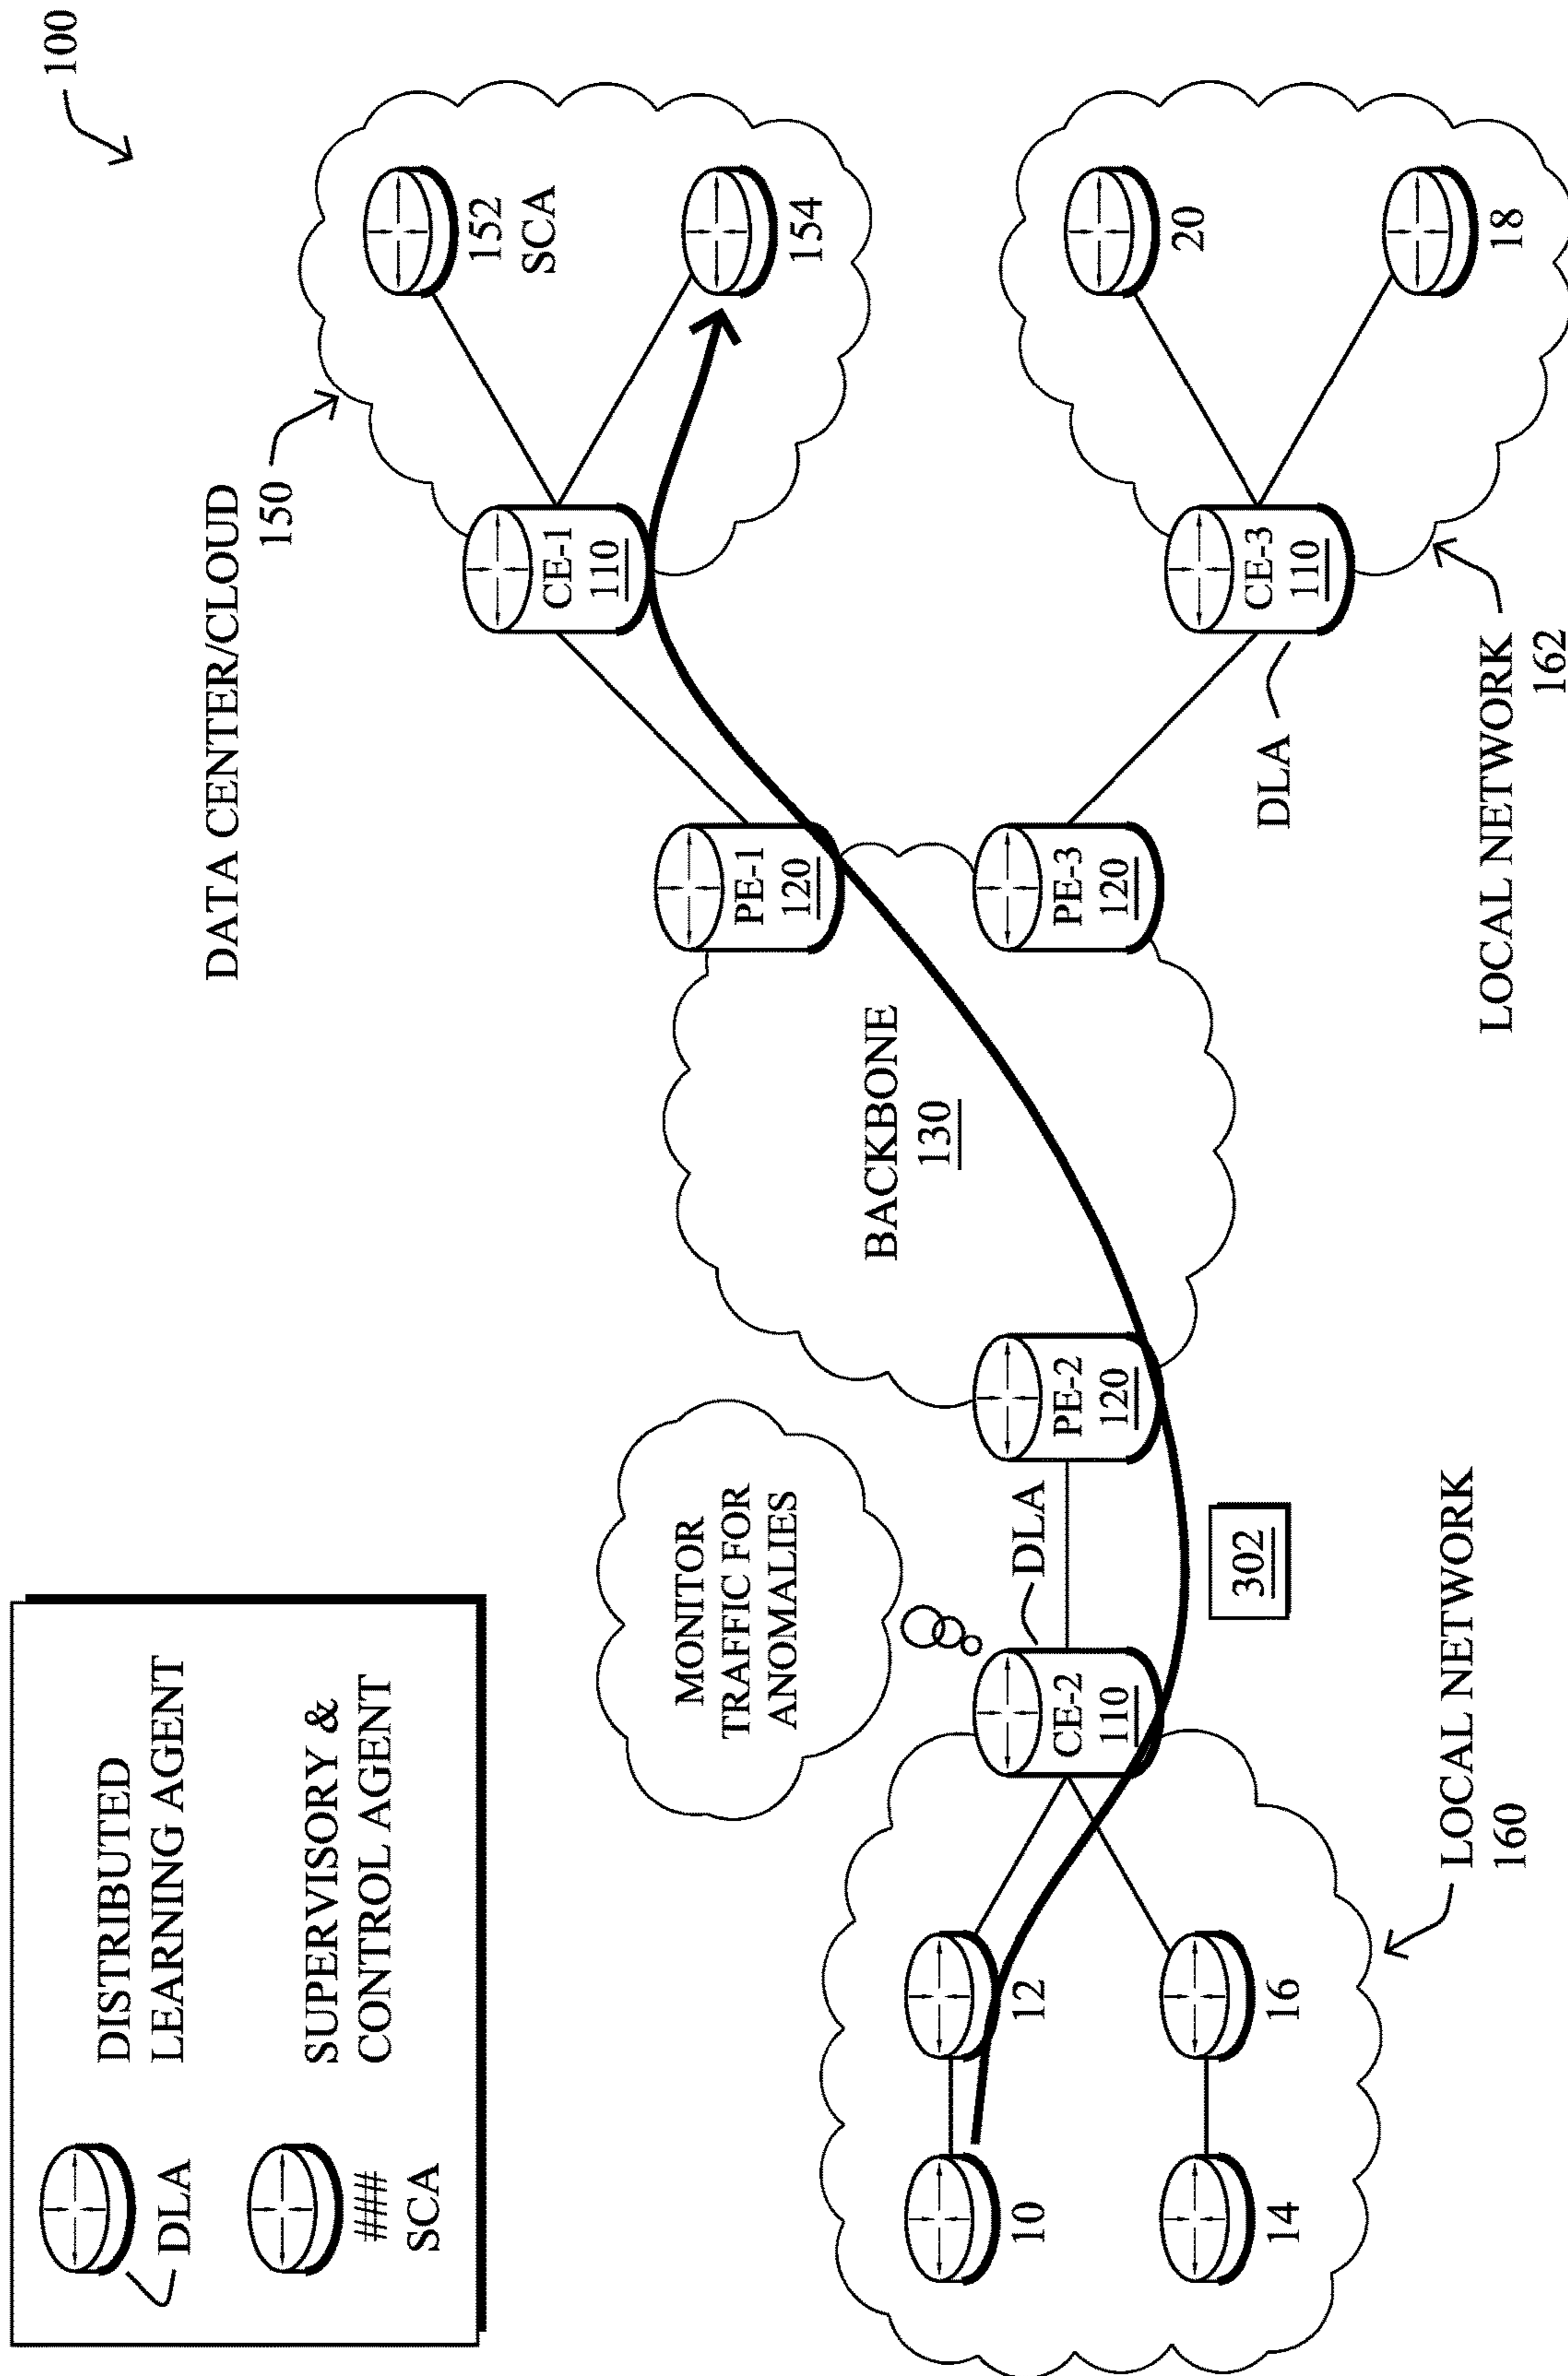 100
DISTRIBUTED
LEARNING AGENT
DLA
SUPERVISORY &
CONTROL AGENT
###
SCA
DATA CENTER/CLOUD
150
152
SCA
154
CE-1
110
PE-1
120
BACKBONE
130
MONITOR
TRAFFIC FOR
ANOMALIES
DLA
CE-2
110
PE-2
120
PE-3
120
CE-3
110
DLA
20
18
10
12
14
16
302
LOCAL NETWORK
160
LOCAL NETWORK
162